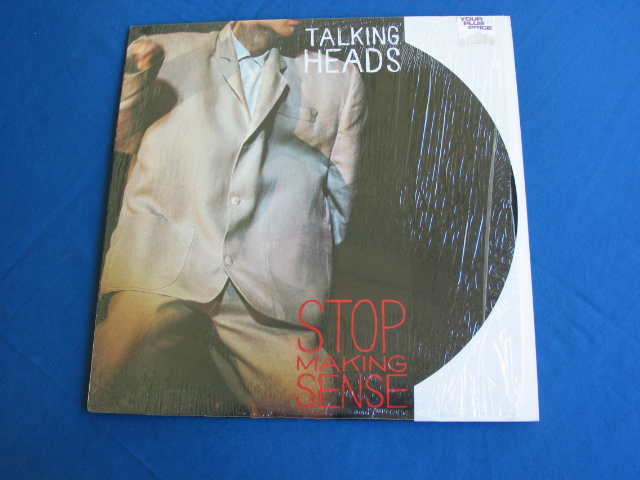 TALKING
HEADS
YOUR
PLUS
PRICE
STOP
MAKING
SENSE